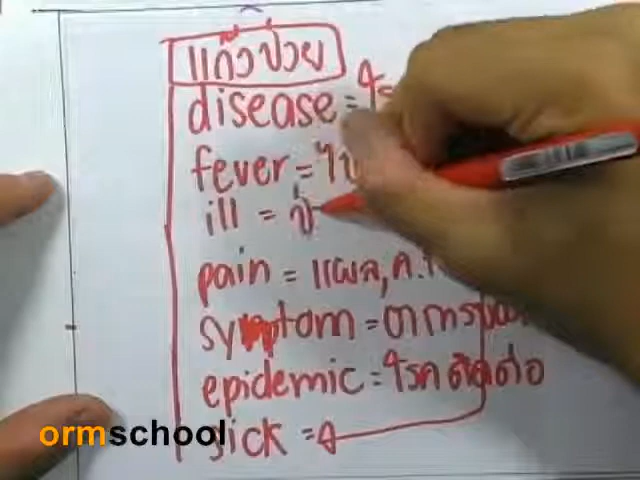 แก้วป่วย
disease =
fever =
ill = ป่
pain = แผล,
symptom = อาการ
epidemic = โรคติดต่อ
sick =
ormschool